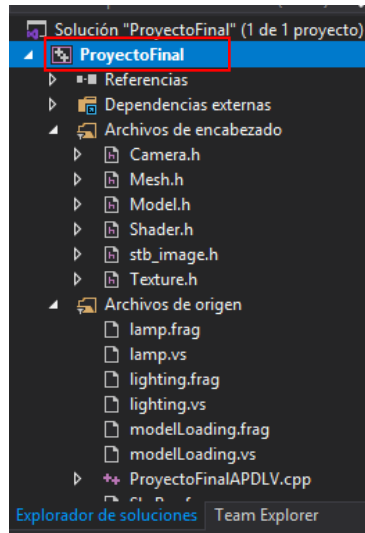 Solución "ProyectoFinal" (1 de 1 proyecto)
ProyectoFinal
Referencias
Dependencias externas
Archivos de encabezado
Camera.h
Mesh.h
Model.h
Shader.h
stb_image.h
Texture.h
Archivos de origen
lamp.frag
lamp.vs
lighting.frag
lighting.vs
modelLoading.frag
modelLoading.vs
ProyectoFinalAPDLV.cpp
Explorador de soluciones Team Explorer